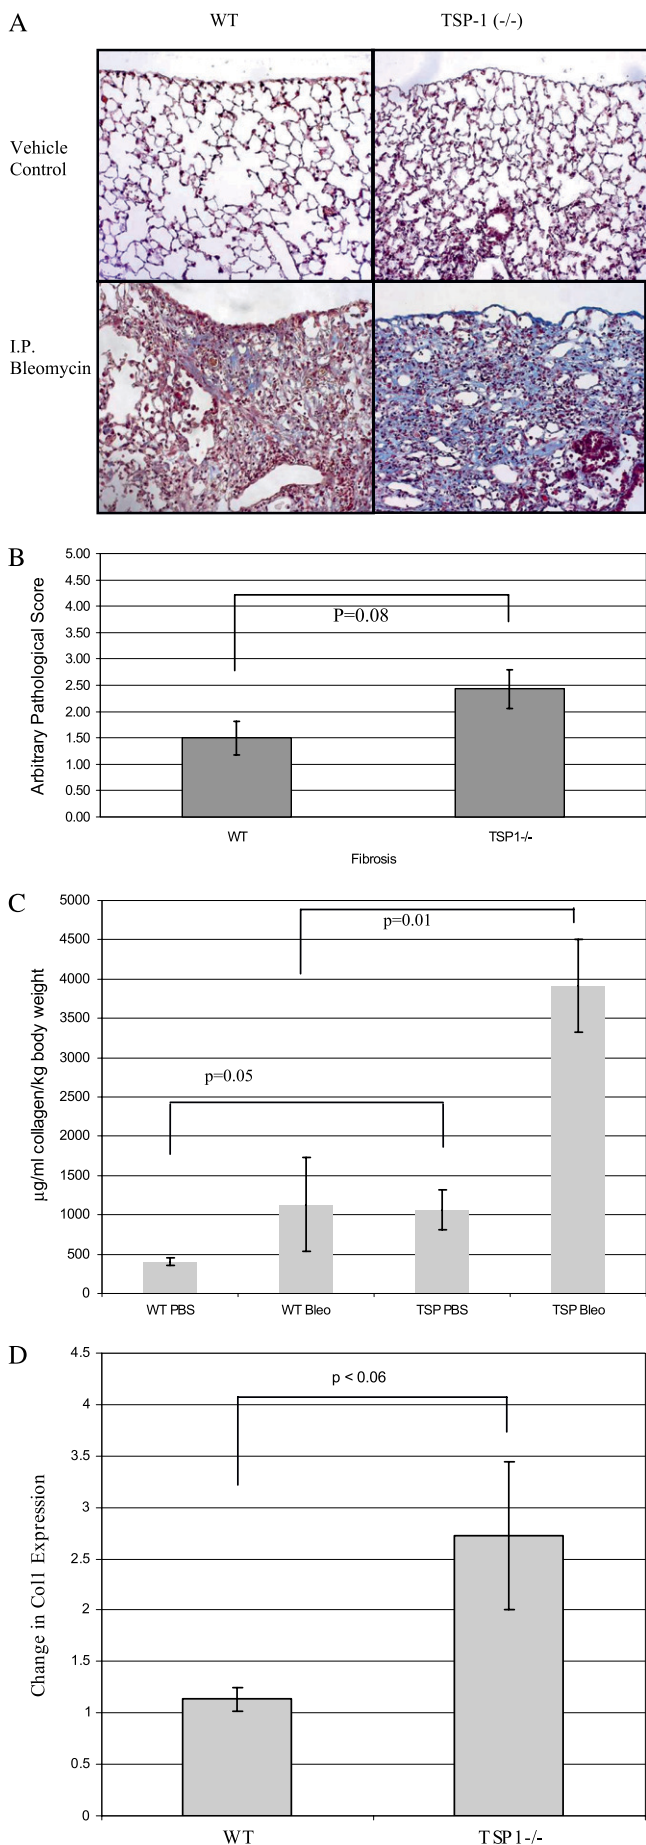 A
WT
TSP-1 (-/-)
Vehicle
Control
I.P.
Bleomycin
B
Arbitrary Pathological Score
5.00
4.50
4.00
3.50
3.00
2.50
2.00
1.50
1.00
0.50
0.00
P=0.08
WT
TSP1-/-
Fibrosis
C
µg/ml collagen/kg body weight
5000
4500
4000
3500
3000
2500
2000
1500
1000
500
0
p=0.01
p=0.05
WT PBS
WT Bleo
TSP PBS
TSP Bleo
D
Change in Col1 Expression
4.5
4
3.5
3
2.5
2
1.5
1
0.5
0
p < 0.06
WT
TSP1-/-